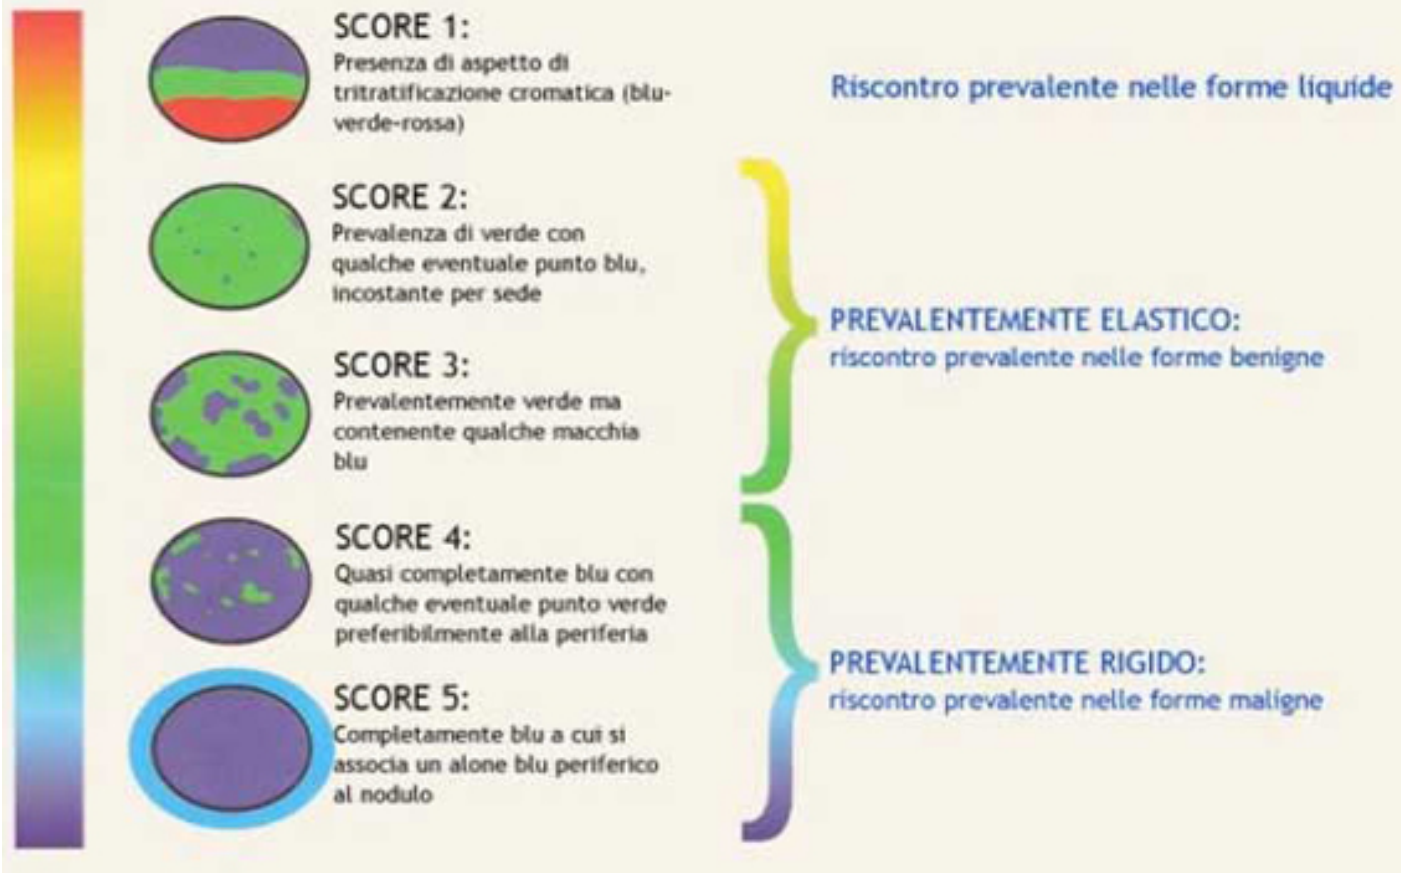 SCORE 1:
Presenza di aspetto di
tritratificazione cromatica (blu-
verde-rossa)
Riscontro prevalente nelle forme liquide
SCORE 2:
Prevalenza di verde con
qualche eventuale punto blu,
incostante per sede
SCORE 3:
Prevalentemente verde ma
contenente qualche macchia
blu
PREVALENTEMENTE ELASTICO:
riscontro prevalente nelle forme benigne
SCORE 4:
Quasi completamente blu con
qualche eventuale punto verde
preferibilmente alla periferia
SCORE 5:
Completamente blu a cui si
associa un alone blu periferico
al nodulo
PREVALENTEMENTE RIGIDO:
riscontro prevalente nelle forme maligne